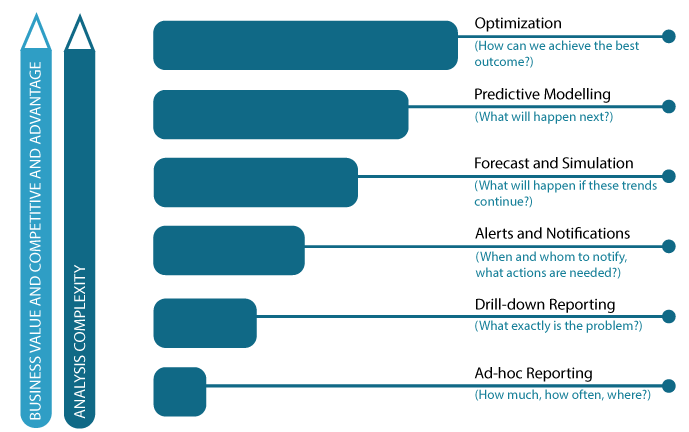 BUSINESS VALUE AND COMPETITIVE AND ADVANTAGE
ANALYSIS COMPLEXITY
Optimization
(How can we achieve the best
outcome?)
Predictive Modelling
(What will happen next?)
Forecast and Simulation
(What will happen if these trends
continue?)
Alerts and Notifications
(When and whom to notify,
what actions are needed?)
Drill-down Reporting
(What exactly is the problem?)
Ad-hoc Reporting
(How much, how often, where?)